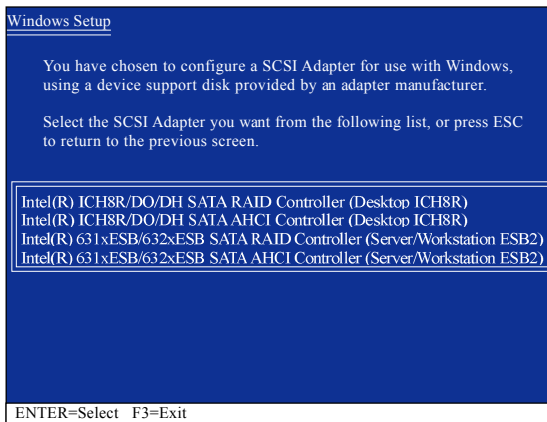 Windows Setup
You have chosen to configure a SCSI Adapter for use with Windows,
using a device support disk provided by an adapter manufacturer.
Select the SCSI Adapter you want from the following list, or press ESC
to return to the previous screen.
Intel(R) ICH8R/DO/DH SATA RAID Controller (Desktop ICH8R)
Intel(R) ICH8R/DO/DH SATA AHCI Controller (Desktop ICH8R)
Intel(R) 631xESB/632xESB SATA RAID Controller (Server/Workstation ESB2)
Intel(R) 631xESB/632xESB SATA AHCI Controller (Server/Workstation ESB2)
ENTER=Select F3=Exit